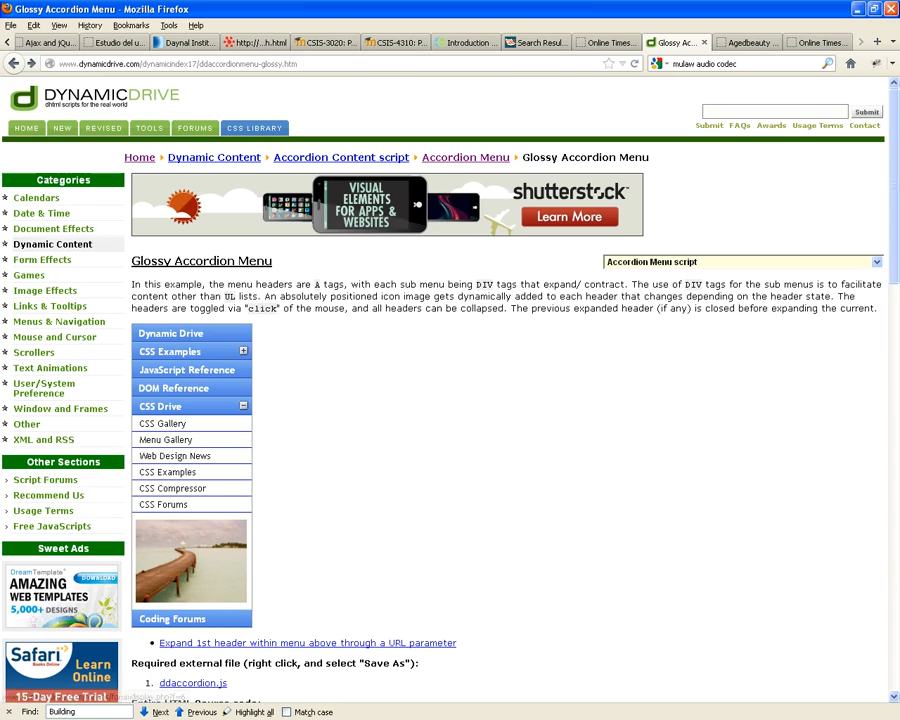 Glossy Accordion Menu - Mozilla Firefox
File Edit View History Bookmarks Tools Help
Ajax and jQu... Estudio del u... Daynal Instit... http://...h.html CSIS-3020: P... CSIS-4310: P... Introduction ... Search Resul... Online Times... Glossy Ac... Agedbeauty ... Online Times...
www.dynamicdrive.com/dynamicindex17/ddaccordionmenu-glossy.htm
mulaw audio codec
DYNAMICDRIVE
dhtml scripts for the real world
Submit
HOME NEW REVISED TOOLS FORUMS CSS LIBRARY
Submit FAQs Awards Usage Terms Contact
Home Dynamic Content Accordion Content script Accordion Menu Glossy Accordion Menu
Categories
Calendars
Date & Time
Document Effects
Dynamic Content
Form Effects
Games
Image Effects
Links & Tooltips
Menus & Navigation
Mouse and Cursor
Scrollers
Text Animations
User/System
Preference
Window and Frames
Other
XML and RSS
Other Sections
Script Forums
Recommend Us
Usage Terms
Free JavaScripts
Sweet Ads
DreamTemplate
DOWNLOAD
AMAZING
WEB TEMPLATES
5,000+ DESIGNS
Safari
Books Online
Learn
Online
15-Day Free Trial
VISUAL
ELEMENTS
FOR APPS &
WEBSITES
shutterstock
Learn More
Glossy Accordion Menu
Accordion Menu script
In this example, the menu headers are A tags, with each sub menu being DIV tags that expand/ contract. The use of DIV tags for the sub menus is to facilitate
content other than UL lists. An absolutely positioned icon image gets dynamically added to each header that changes depending on the header state. The
headers are toggled via "click" of the mouse, and all headers can be collapsed. The previous expanded header (if any) is closed before expanding the current.
Dynamic Drive
CSS Examples
JavaScript Reference
DOM Reference
CSS Drive
CSS Gallery
Menu Gallery
Web Design News
CSS Examples
CSS Compressor
CSS Forums
Coding Forums
• Expand 1st header within menu above through a URL parameter
Required external file (right click, and select "Save As"):
1. ddaccordion.js
Find: Building Next Previous Highlight all Match case